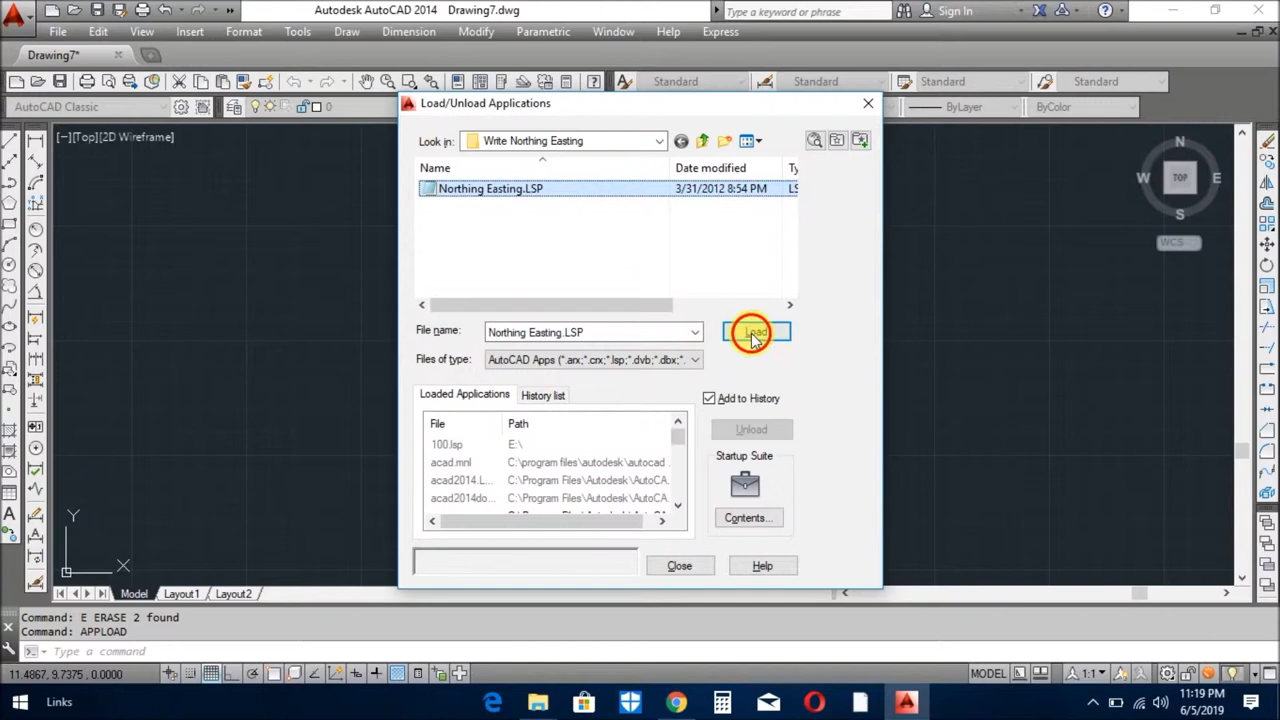 Autodesk AutoCAD 2014 Drawing7.dwg
Type a keyword or phrase
Sign In
File Edit View Insert Format Tools Draw Dimension Modify Parametric Window Help Express
Drawing7*
Standard Standard Standard Standard
AutoCAD Classic
0
ByLayer
ByColor
[−][Top][2D Wireframe]
Load/Unload Applications
Look in: Write Northing Easting
Name Date modified Ty
Northing Easting.LSP 3/31/2012 8:54 PM LS
File name: Northing Easting.LSP Load
Files of type: AutoCAD Apps (*.arx;*.crx;*.lsp;*.dvb;*.dbx;*.
Loaded Applications History list
Add to History
File Path
Unload
100.lsp E:\
acad.mnl C:\program files\autodesk\autocad
acad2014.L... C:\Program Files\Autodesk\AutoCA.
acad2014do... C:\Program Files\Autodesk\AutoCA.
Startup Suite
Contents...
Close Help
N
W TOP E
S
WCS
Y
X
Model Layout1 Layout2
Command: E ERASE 2 found
Command: APPLOAD
Type a command
11.4867, 9.7375, 0.0000
MODEL
1:1
Links
11:19 PM
6/5/2019